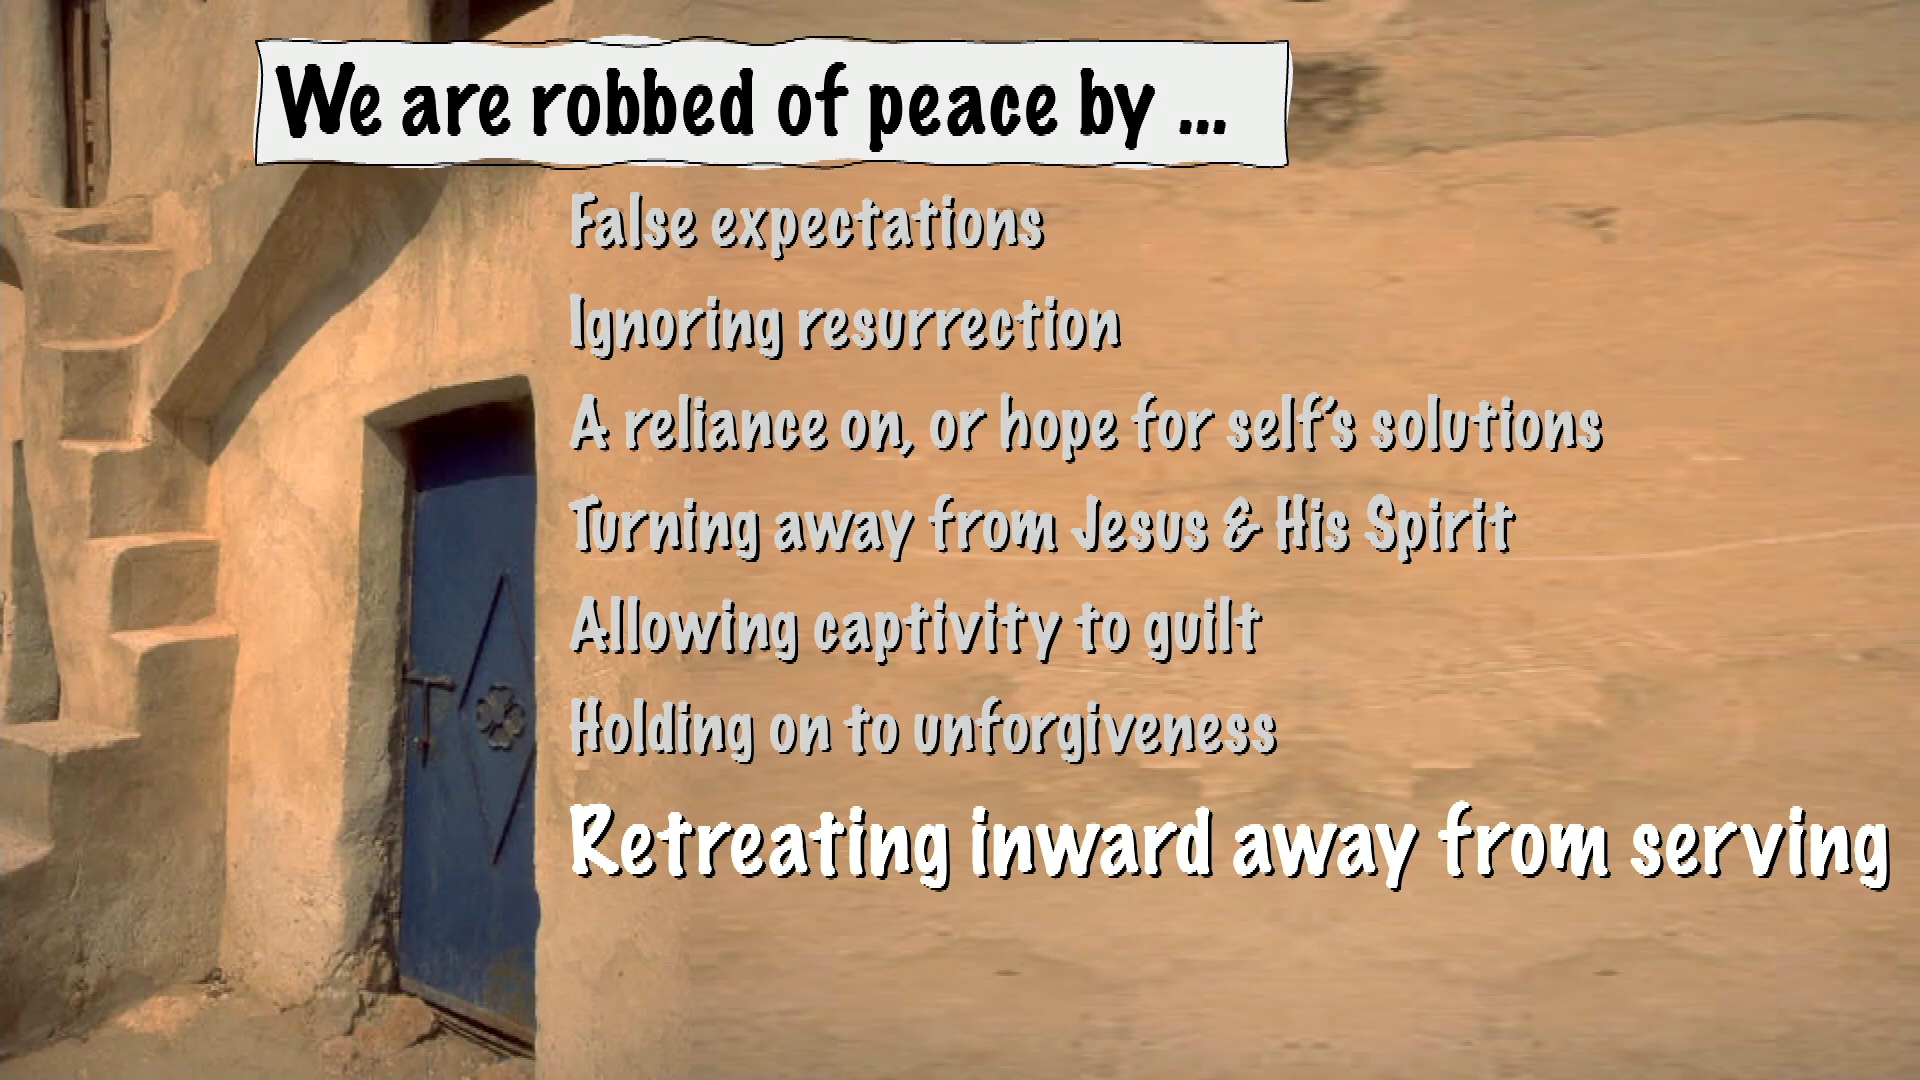 We are robbed of peace by ...
False expectations
Ignoring resurrection
A reliance on, or hope for self's solutions
Turning away from Jesus & His Spirit
Allowing captivity to guilt
Holding on to unforgiveness
Retreating inward away from serving